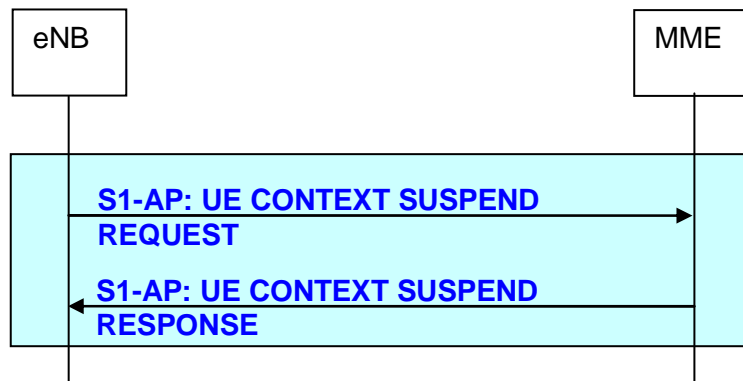 eNB
MME
S1-AP: UE CONTEXT SUSPEND
REQUEST
S1-AP: UE CONTEXT SUSPEND
RESPONSE